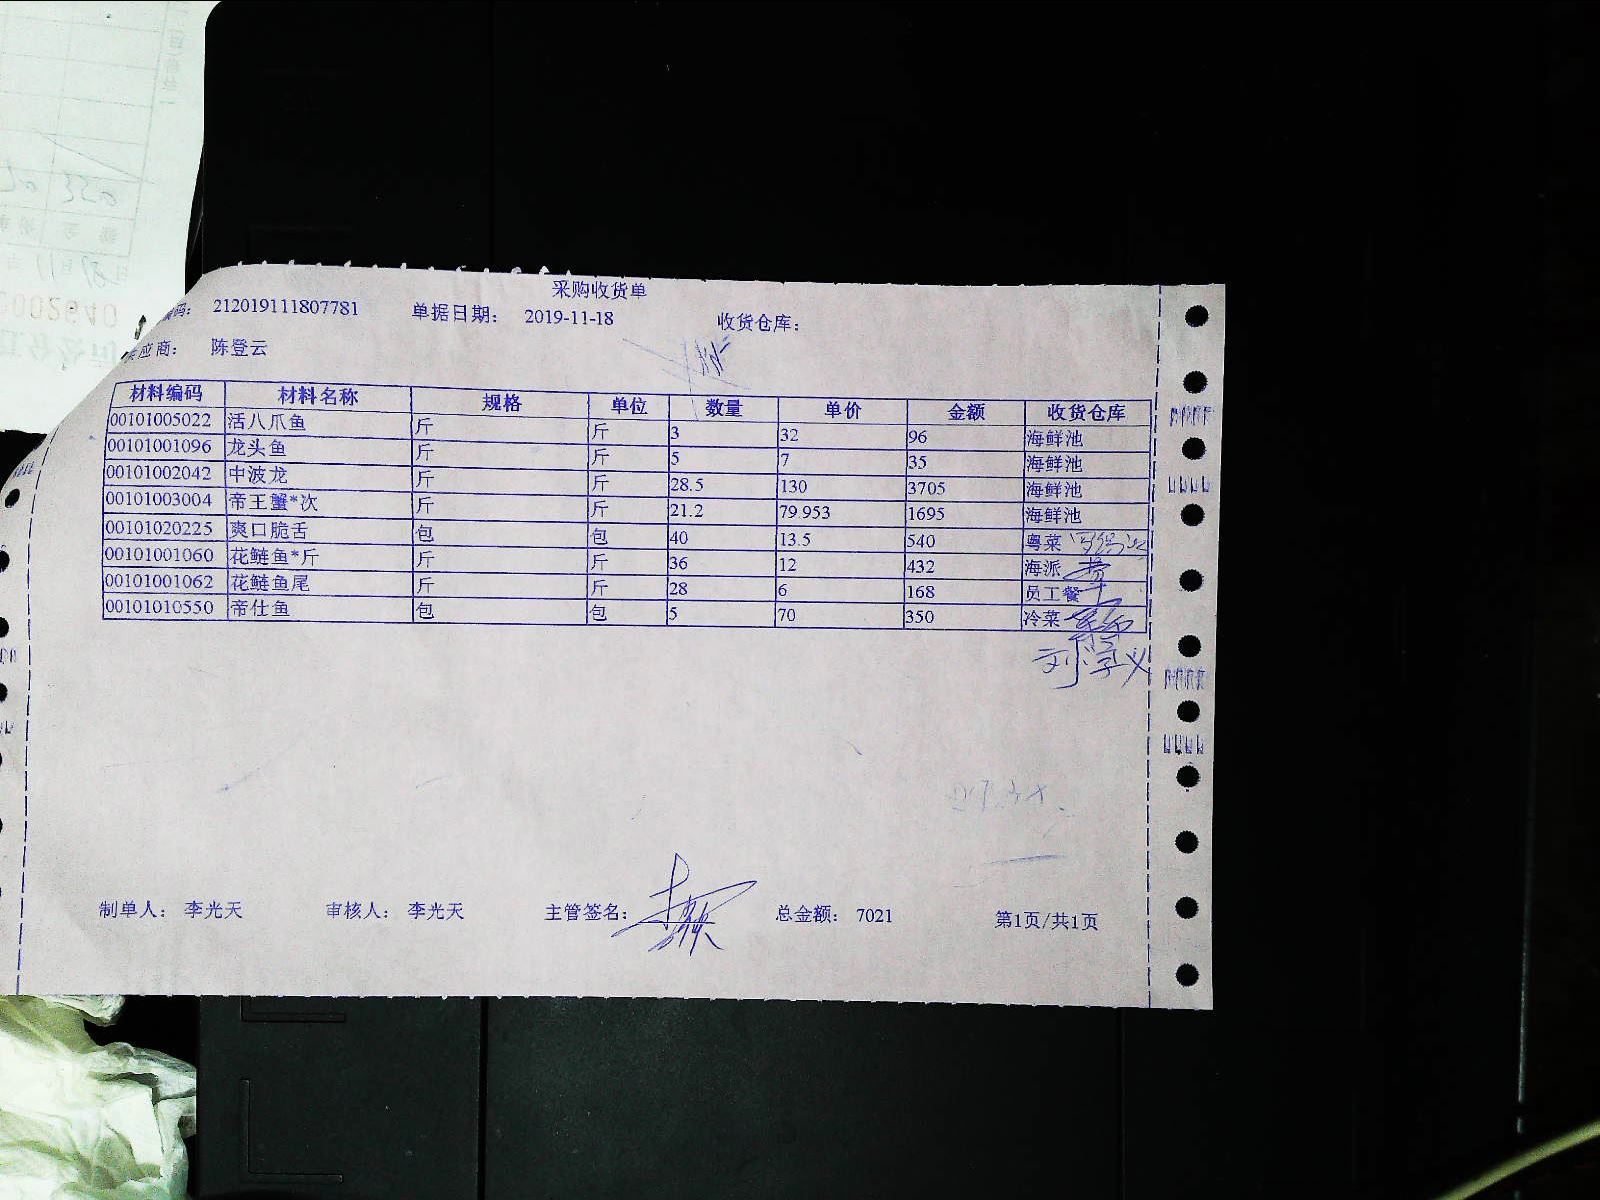 采购收货单
码： 212019111807781 单据日期： 2019-11-18 收货仓库：
供应商： 陈登云
材料编码 材料名称 规格 单位 数量 单价 金额 收货仓库
00101005022 活八爪鱼 斤 斤 3 32 96 海鲜池
00101001096 龙头鱼 斤 斤 5 7 35 海鲜池
00101002042 中波龙 斤 斤 28.5 130 3705 海鲜池
00101003004 帝王蟹*次 斤 斤 21.2 79.953 1695 海鲜池
00101020225 爽口脆舌 包 包 40 13.5 540 粤菜
00101001060 花鲢鱼*斤 斤 斤 36 12 432 海派
00101001062 花鲢鱼尾 斤 斤 28 6 168 员工餐
00101010550 帝仕鱼 包 包 5 70 350 冷菜
刘学义
制单人： 李光天 审核人： 李光天 主管签名： 总金额： 7021 第1页/共1页
350
002640